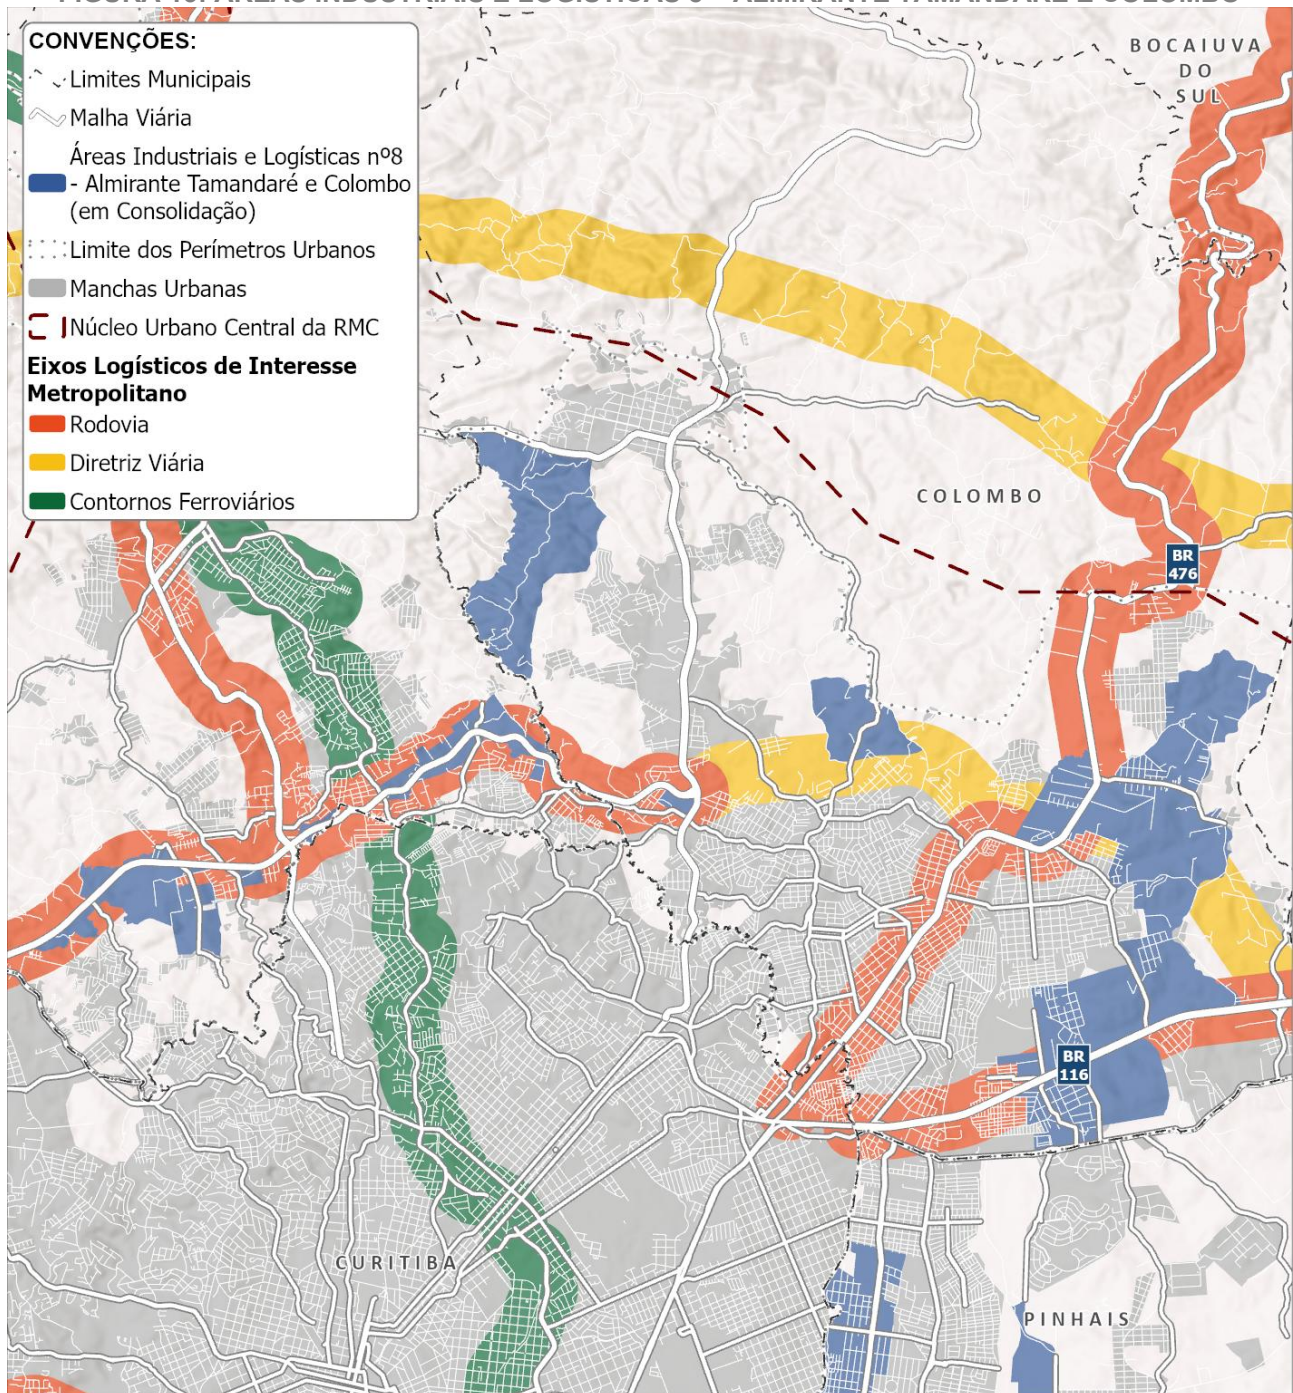 CONVENÇÕES:
Limites Municipais
Malha Viária
Áreas Industriais e Logísticas nº8
- Almirante Tamandaré e Colombo
(em Consolidação)
Limite dos Perímetros Urbanos
Manchas Urbanas
Núcleo Urbano Central da RMC
Eixos Logísticos de Interesse
Metropolitano
Rodovia
Diretriz Viária
Contornos Ferroviários
BOCAIUVA
DO
SUL
COLOMBO
BR
476
BR
116
CURITIBA
PINHAIS